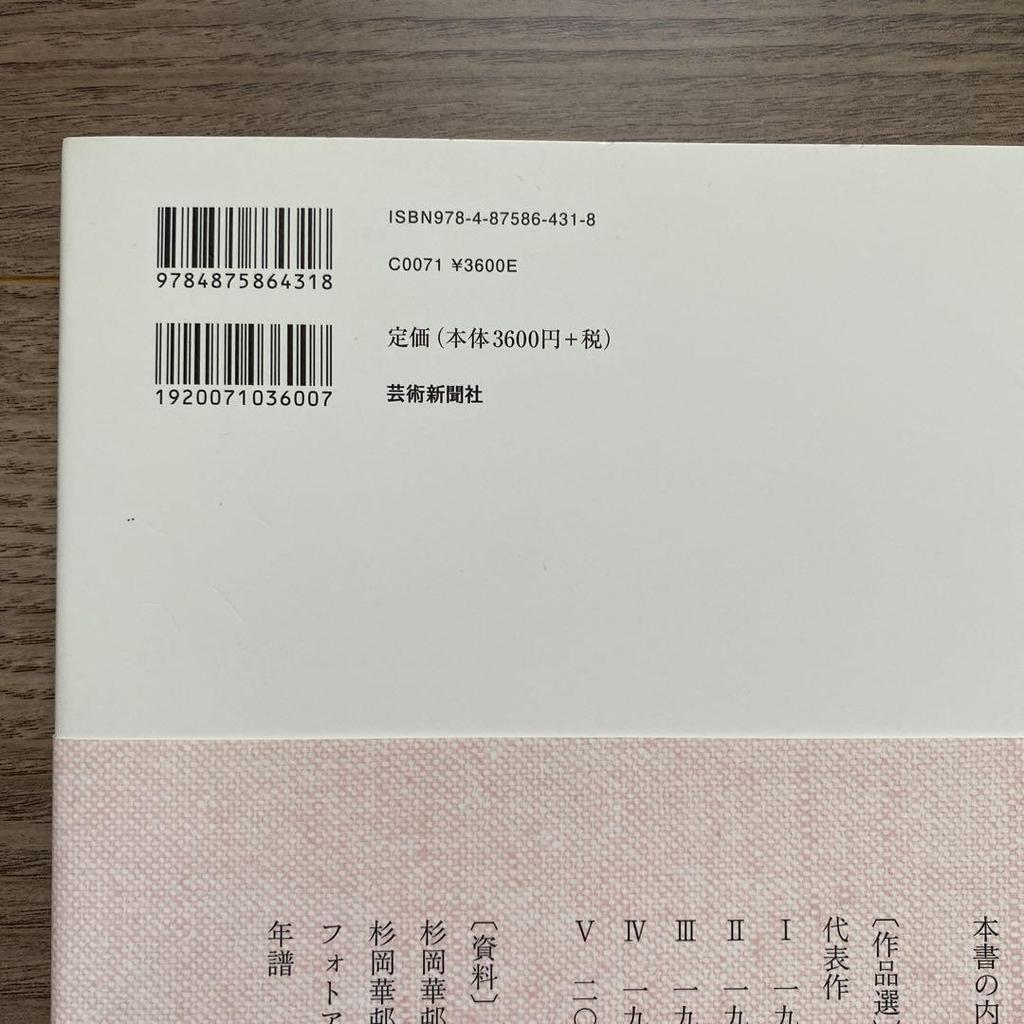 ISBN978-4-87586-431-8
9784875864318
C0071 ¥3600E
定価(本体3600円+税)
1920071036007
芸術新聞社
本書の内
〔作品選〕
代表作
Ⅰ 一九
Ⅱ 一九
Ⅲ 一九
Ⅳ 一九
Ⅴ 二〇
〔資料〕
杉岡華邨
杉岡華邨
フォトア
年譜